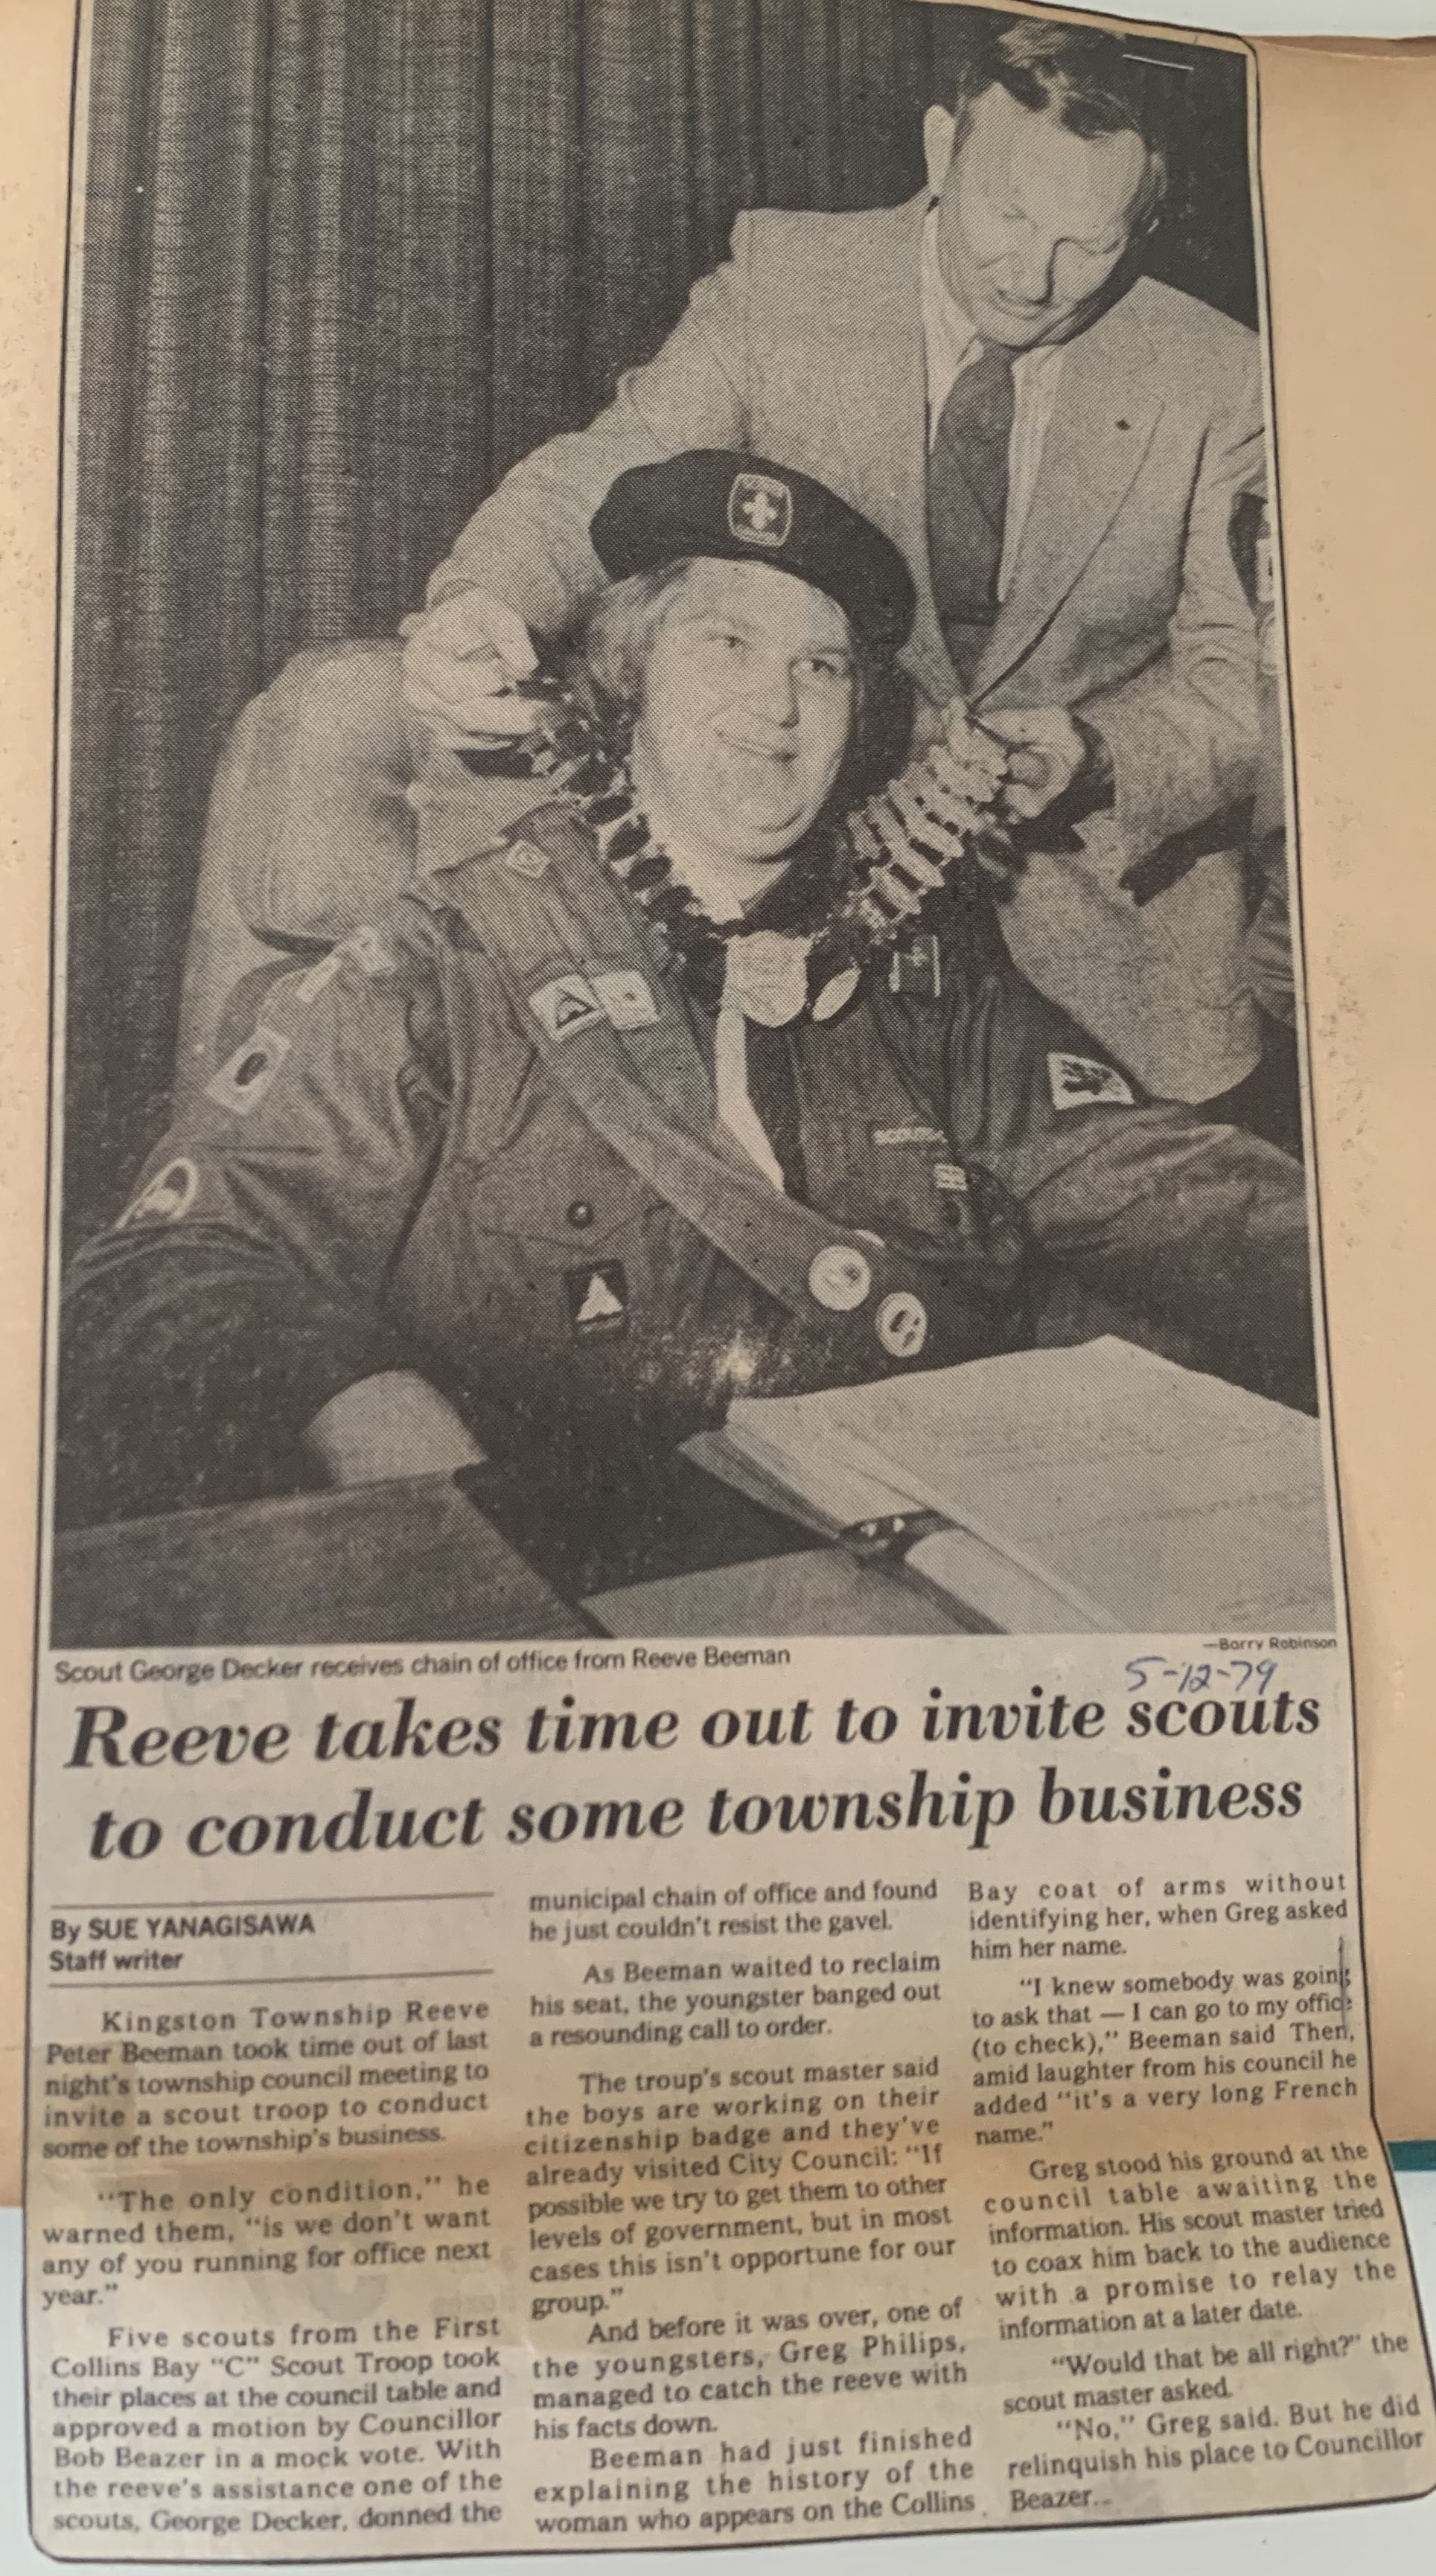 SCOUTS
—Barry Robinson
Scout George Decker receives chain of office from Reeve Beeman
5-12-79
Reeve takes time out to invite scouts
to conduct some township business
By SUE YANAGISAWA
Staff writer
Kingston Township Reeve
Peter Beeman took time out of last
night's township council meeting to
invite a scout troop to conduct
some of the township's business.
"The only condition," he
warned them, "is we don't want
any of you running for office next
year."
Five scouts from the First
Collins Bay "C" Scout Troop took
their places at the council table and
approved a motion by Councillor
Bob Beazer in a mock vote. With
the reeve's assistance one of the
scouts, George Decker, donned the
municipal chain of office and found
he just couldn't resist the gavel.
As Beeman waited to reclaim
his seat, the youngster banged out
a resounding call to order.
The troup's scout master said
the boys are working on their
citizenship badge and they've
already visited City Council: "If
possible we try to get them to other
levels of government, but in most
cases this isn't opportune for our
group."
And before it was over, one of
the youngsters, Greg Philips,
managed to catch the reeve with
his facts down.
Beeman had just finished
explaining the history of the
woman who appears on the Collins
Bay coat of arms without
identifying her, when Greg asked
him her name.
"I knew somebody was going
to ask that — I can go to my office
(to check)," Beeman said Then,
amid laughter from his council he
added "it's a very long French
name."
Greg stood his ground at the
council table awaiting the
information. His scout master tried
to coax him back to the audience
with a promise to relay the
information at a later date.
"Would that be all right?" the
scout master asked.
"No," Greg said. But he did
relinquish his place to Councillor
Beazer..